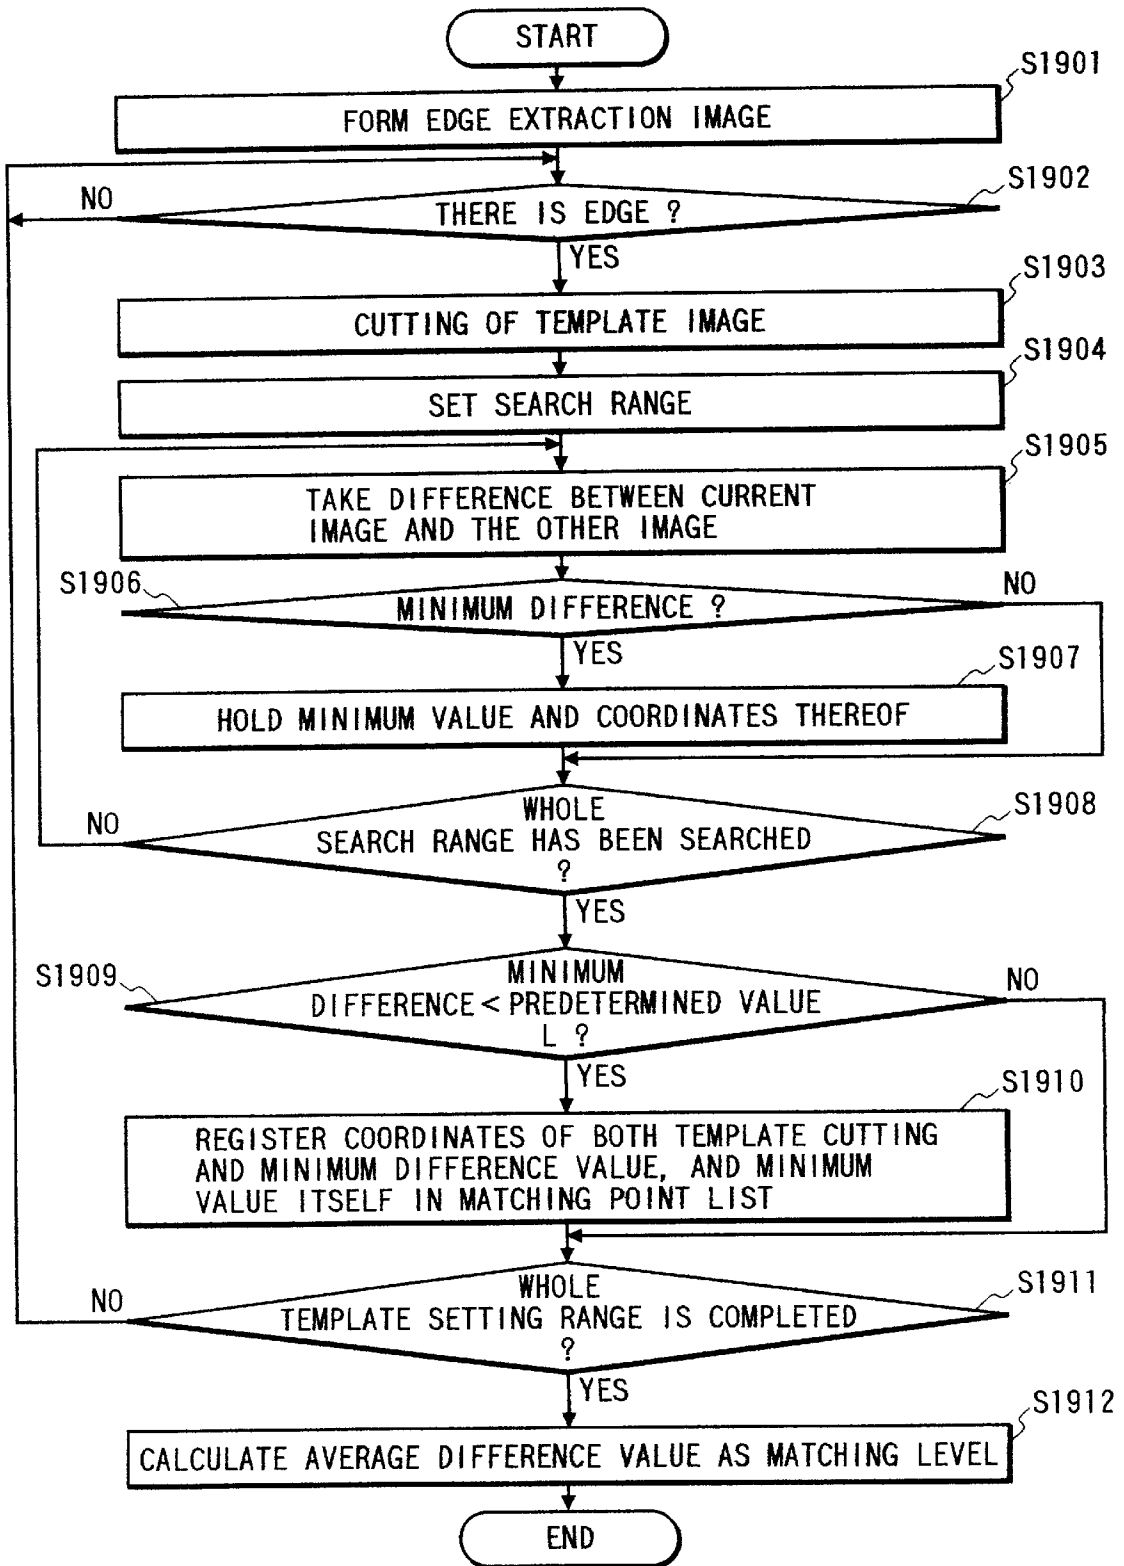 START
S1901
FORM EDGE EXTRACTION IMAGE
S1902
NO
THERE IS EDGE ?
YES
S1903
CUTTING OF TEMPLATE IMAGE
S1904
SET SEARCH RANGE
S1905
TAKE DIFFERENCE BETWEEN CURRENT
IMAGE AND THE OTHER IMAGE
S1906
NO
MINIMUM DIFFERENCE ?
YES
S1907
HOLD MINIMUM VALUE AND COORDINATES THEREOF
S1908
NO
WHOLE
SEARCH RANGE HAS BEEN SEARCHED
?
YES
S1909
NO
MINIMUM
DIFFERENCE < PREDETERMINED VALUE
L ?
YES
S1910
REGISTER COORDINATES OF BOTH TEMPLATE CUTTING
AND MINIMUM DIFFERENCE VALUE, AND MINIMUM
VALUE ITSELF IN MATCHING POINT LIST
S1911
NO
WHOLE
TEMPLATE SETTING RANGE IS COMPLETED
?
YES
S1912
CALCULATE AVERAGE DIFFERENCE VALUE AS MATCHING LEVEL
END